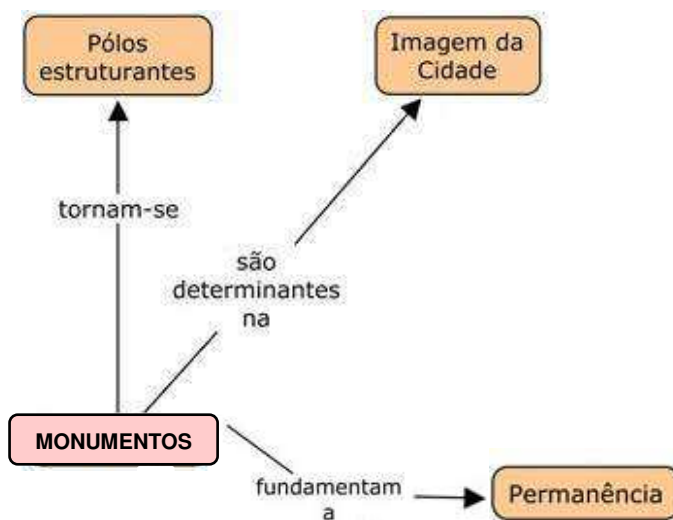 Pólos
estruturantes
Imagem da
Cidade
tornam-se
são
determinantes
na
MONUMENTOS
fundamentam
a
Permanência